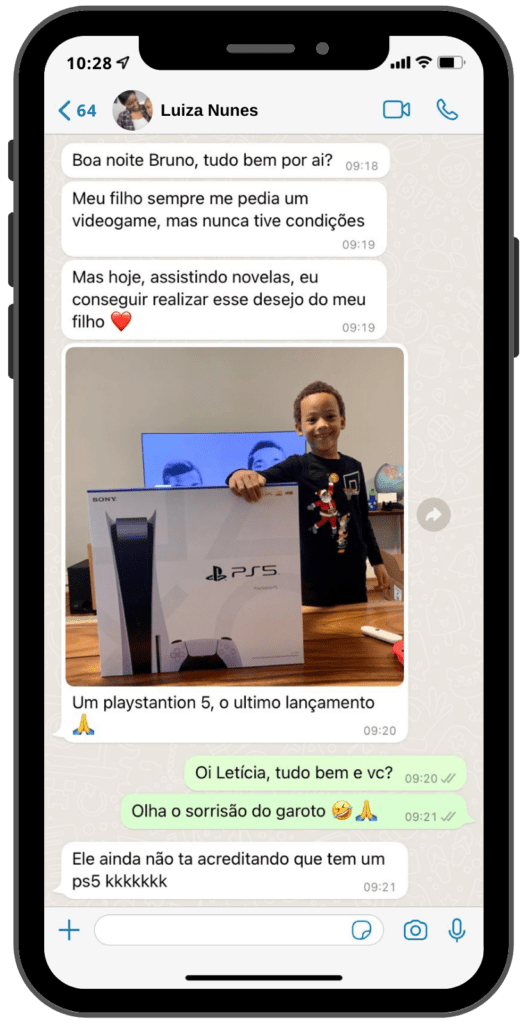 10:28
64
Luiza Nunes
Boa noite Bruno, tudo bem por ai?
09:18
Meu filho sempre me pedia um
videogame, mas nunca tive condições
09:19
Mas hoje, assistindo novelas, eu
conseguir realizar esse desejo do meu
filho ❤️
09:19
SONY
PS5
Um playstantion 5, o ultimo lançamento
🙏
09:20
Oi Letícia, tudo bem e vc?
09:20
Olha o sorrisão do garoto 🤣🙏
09:21
Ele ainda não ta acreditando que tem um
ps5 kkkkkkk
09:21